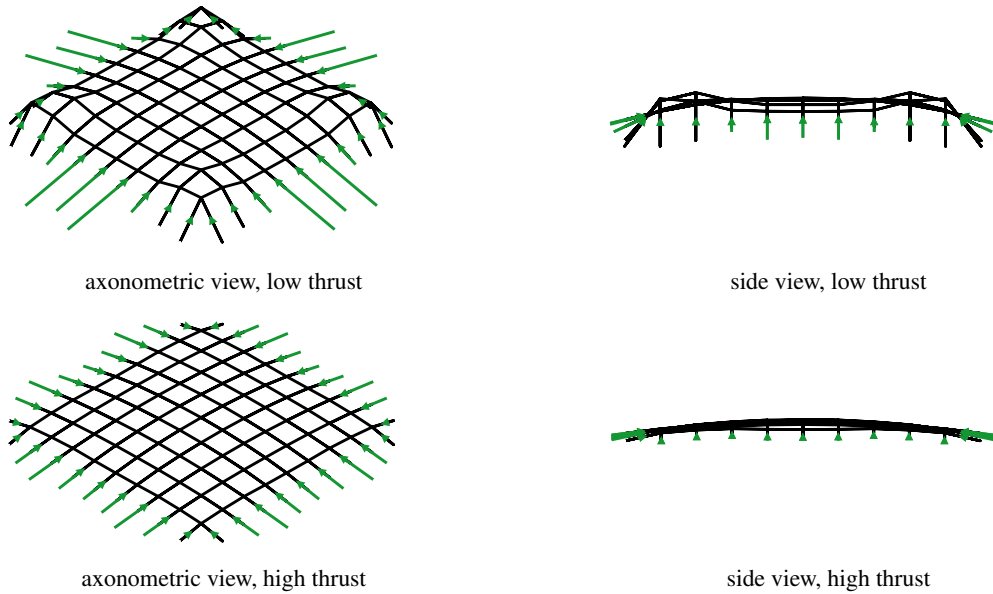 axonometric view, low thrust
side view, low thrust
axonometric view, high thrust
side view, high thrust